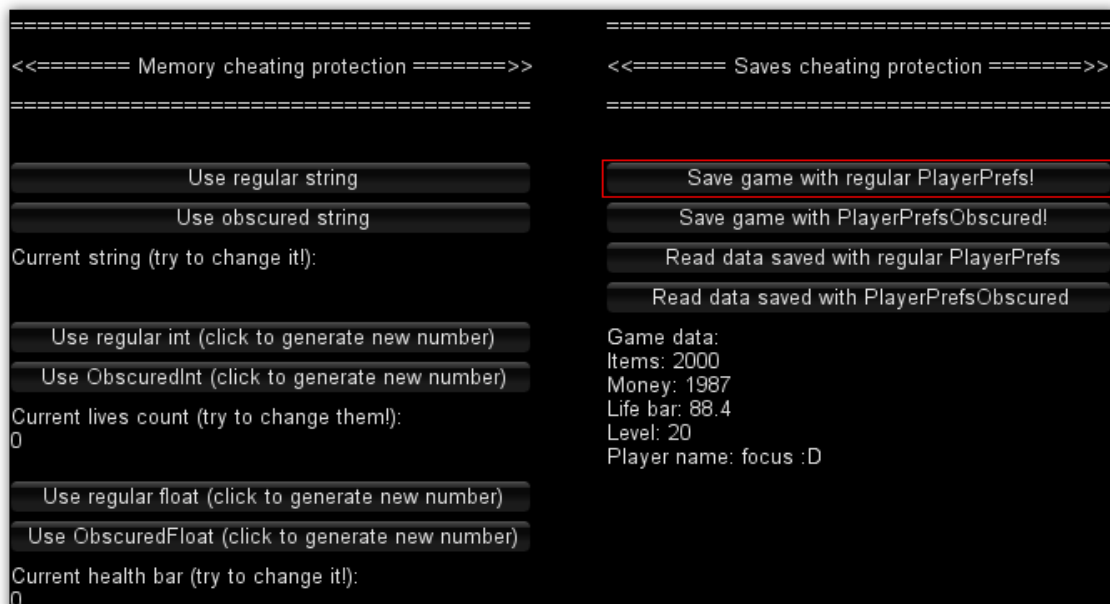 ========================================
<<======= Memory cheating protection =======>>
========================================
Use regular string
Use obscured string
Current string (try to change it!):
Use regular int (click to generate new number)
Use ObscuredInt (click to generate new number)
Current lives count (try to change them!):
0
Use regular float (click to generate new number)
Use ObscuredFloat (click to generate new number)
Current health bar (try to change it!):
0
========================================
<<======= Saves cheating protection =======>>
========================================
Save game with regular PlayerPrefs!
Save game with PlayerPrefsObscured!
Read data saved with regular PlayerPrefs
Read data saved with PlayerPrefsObscured
Game data:
Items: 2000
Money: 1987
Life bar: 88.4
Level: 20
Player name: focus :D